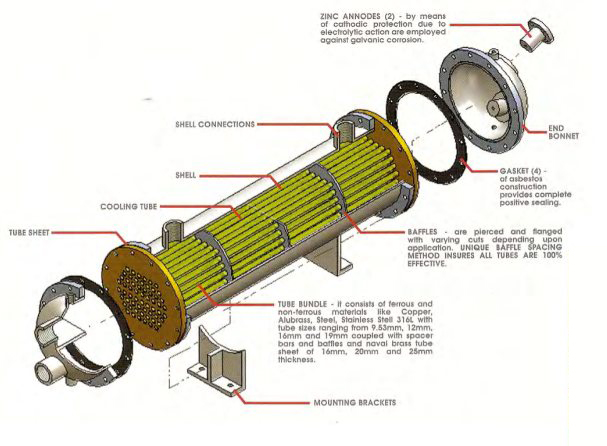 ZINC ANNODES (2) - by means
of cathodic protection due to
electrolytic action are employed
against galvanic corrosion.
SHELL CONNECTIONS
END
BONNET
SHELL
GASKET (4) -
of asbestos
construction
provides complete
positive sealing.
COOLING TUBE
TUBE SHEET
BAFFLES - are pierced and flanged
with varying cuts depending upon
application. UNIQUE BAFFLE SPACING
METHOD INSURES ALL TUBES ARE 100%
EFFECTIVE.
TUBE BUNDLE - it consists of ferrous and
non-ferrous materials like Copper,
Alubrass, Steel, Stainless Stell 316L with
tube sizes ranging from 9.53mm, 12mm,
16mm and 19mm coupled with spacer
bars and baffles and naval brass tube
sheet of 16mm, 20mm and 25mm
thickness.
MOUNTING BRACKETS